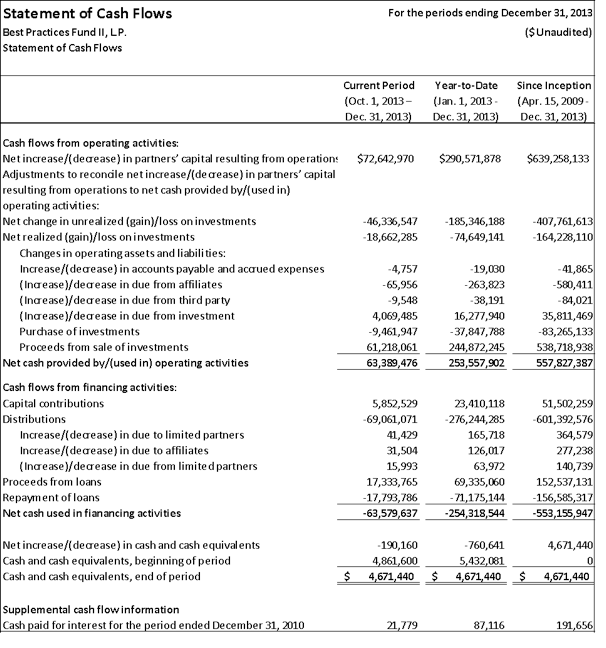 Statement of Cash Flows For the periods ending December 31, 2013
Best Practices Fund II, L.P. ($ Unaudited)
Statement of Cash Flows
Current Period Year-to-Date Since Inception
(Oct. 1, 2013 – (Jan. 1, 2013 - (Apr. 15, 2009 -
Dec. 31, 2013) Dec. 31, 2013) Dec. 31, 2013)
Cash flows from operating activities:
Net increase/(decrease) in partners' capital resulting from operations $72,642,970 $290,571,878 $639,258,133
Adjustments to reconcile net increase/(decrease) in partners' capital
resulting from operations to net cash provided by/(used in)
operating activities:
Net change in unrealized (gain)/loss on investments -46,336,547 -185,346,188 -407,761,613
Net realized (gain)/loss on investments -18,662,285 -74,649,141 -164,228,110
Changes in operating assets and liabilities:
Increase/(decrease) in accounts payable and accrued expenses -4,757 -19,030 -41,865
(Increase)/decrease in due from affiliates -65,956 -263,823 -580,411
(Increase)/decrease in due from third party -9,548 -38,191 -84,021
(Increase)/decrease in due from investment 4,069,485 16,277,940 35,811,469
Purchase of investments -9,461,947 -37,847,788 -83,265,133
Proceeds from sale of investments 61,218,061 244,872,245 538,718,938
Net cash provided by/(used in) operating activities 63,389,476 253,557,902 557,827,387
Cash flows from financing activities:
Capital contributions 5,852,529 23,410,118 51,502,259
Distributions -69,061,071 -276,244,285 -601,392,576
Increase/(decrease) in due to limited partners 41,429 165,718 364,579
Increase/(decrease) in due to affiliates 31,504 126,017 277,238
(Increase)/decrease in due from limited partners 15,993 63,972 140,739
Proceeds from loans 17,333,765 69,335,060 152,537,131
Repayment of loans -17,793,786 -71,175,144 -156,585,317
Net cash used in fianancing activities -63,579,637 -254,318,544 -553,155,947
Net increase/(decrease) in cash and cash equivalents -190,160 -760,641 4,671,440
Cash and cash equivalents, beginning of period 4,861,600 5,432,081 0
Cash and cash equivalents, end of period $ 4,671,440 $ 4,671,440 $ 4,671,440
Supplemental cash flow information
Cash paid for interest for the period ended December 31, 2010 21,779 87,116 191,656